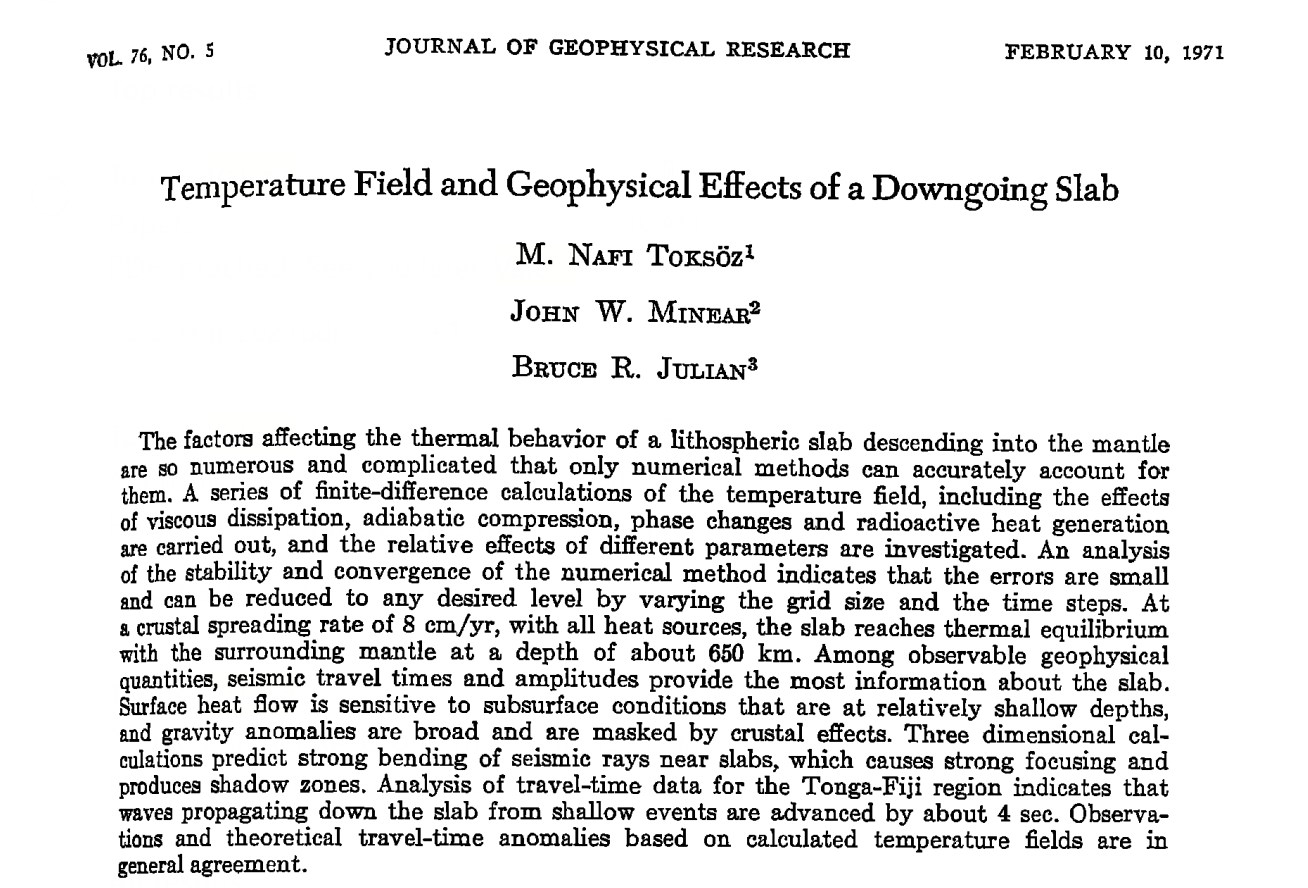 VOL. 76, NO. 5 JOURNAL OF GEOPHYSICAL RESEARCH FEBRUARY 10, 1971
Temperature Field and Geophysical Effects of a Downgoing Slab
M. NAFI TOKSÖZ¹
JOHN W. MINEAR²
BRUCE R. JULIAN³
The factors affecting the thermal behavior of a lithospheric slab descending into the mantle
are so numerous and complicated that only numerical methods can accurately account for
them. A series of finite-difference calculations of the temperature field, including the effects
of viscous dissipation, adiabatic compression, phase changes and radioactive heat generation
are carried out, and the relative effects of different parameters are investigated. An analysis
of the stability and convergence of the numerical method indicates that the errors are small
and can be reduced to any desired level by varying the grid size and the time steps. At
a crustal spreading rate of 8 cm/yr, with all heat sources, the slab reaches thermal equilibrium
with the surrounding mantle at a depth of about 650 km. Among observable geophysical
quantities, seismic travel times and amplitudes provide the most information about the slab.
Surface heat flow is sensitive to subsurface conditions that are at relatively shallow depths,
and gravity anomalies are broad and are masked by crustal effects. Three dimensional cal-
culations predict strong bending of seismic rays near slabs, which causes strong focusing and
produces shadow zones. Analysis of travel-time data for the Tonga-Fiji region indicates that
waves propagating down the slab from shallow events are advanced by about 4 sec. Observa-
tions and theoretical travel-time anomalies based on calculated temperature fields are in
general agreement.